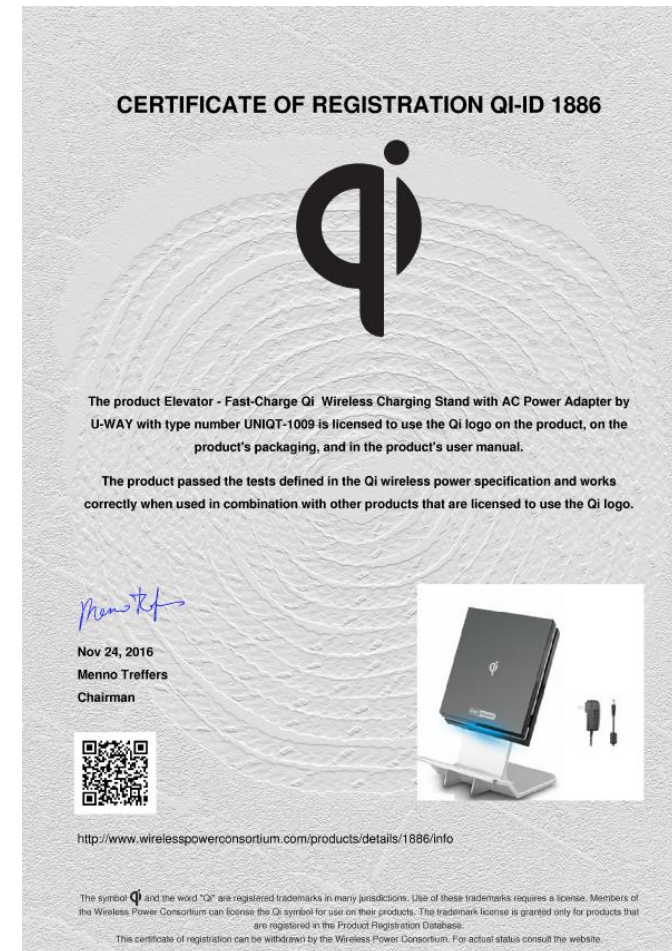 CERTIFICATE OF REGISTRATION QI-ID 1886
qi
The product Elevator - Fast-Charge Qi Wireless Charging Stand with AC Power Adapter by
U-WAY with type number UNIQT-1009 is licensed to use the Qi logo on the product, on the
product's packaging, and in the product's user manual.
The product passed the tests defined in the Qi wireless power specification and works
correctly when used in combination with other products that are licensed to use the Qi logo.
Nov 24, 2016
Menno Treffers
Chairman
http://www.wirelesspowerconsortium.com/products/details/1886/info
The symbol qi and the word "Qi" are registered trademarks in many jurisdictions. Use of these trademarks requires a license. Members of
the Wireless Power Consortium can license the Qi symbol for use on their products. The trademark license is granted only for products that
are registered in the Product Registration Database.
This certificate of registration can be withdrawn by the Wireless Power Consortium. For actual status consult the website.